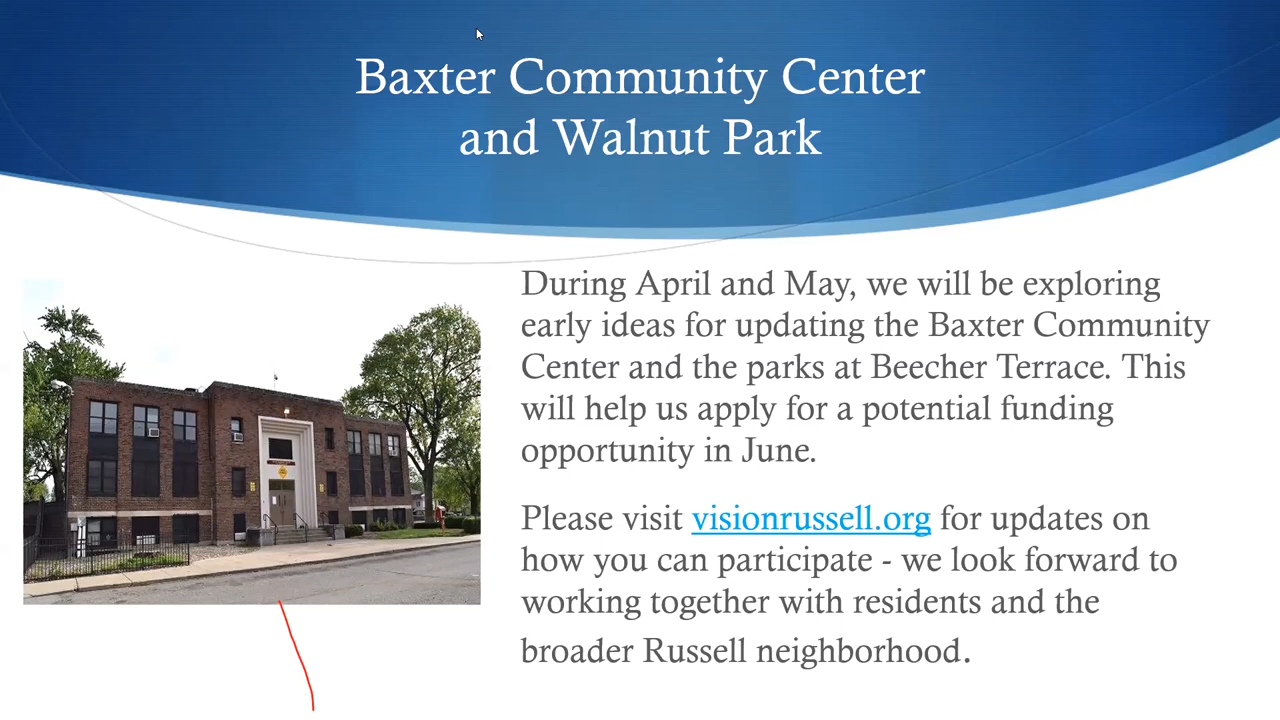 Baxter Community Center
and Walnut Park
During April and May, we will be exploring
early ideas for updating the Baxter Community
Center and the parks at Beecher Terrace. This
will help us apply for a potential funding
opportunity in June.
Please visit visionrussell.org for updates on
how you can participate - we look forward to
working together with residents and the
broader Russell neighborhood.